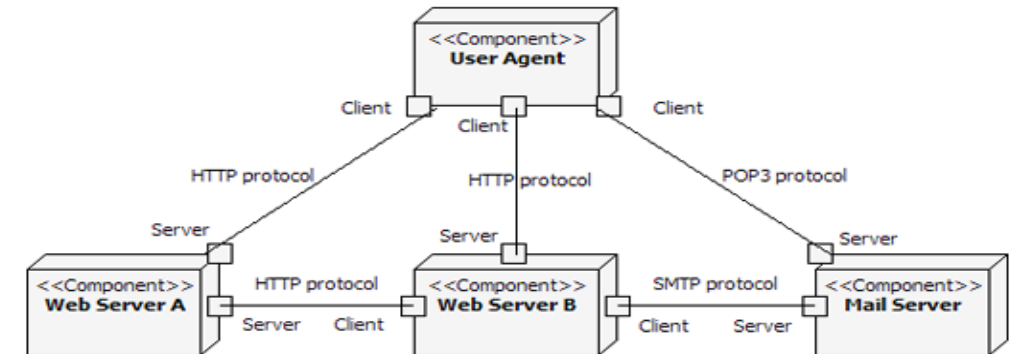 <<Component>>
User Agent
Client
Client
Client
HTTP protocol
HTTP protocol
POP3 protocol
Server
Server
Server
<<Component>>
Web Server A
HTTP protocol
Server
Client
<<Component>>
Web Server B
SMTP protocol
Client
Server
<<Component>>
Mail Server